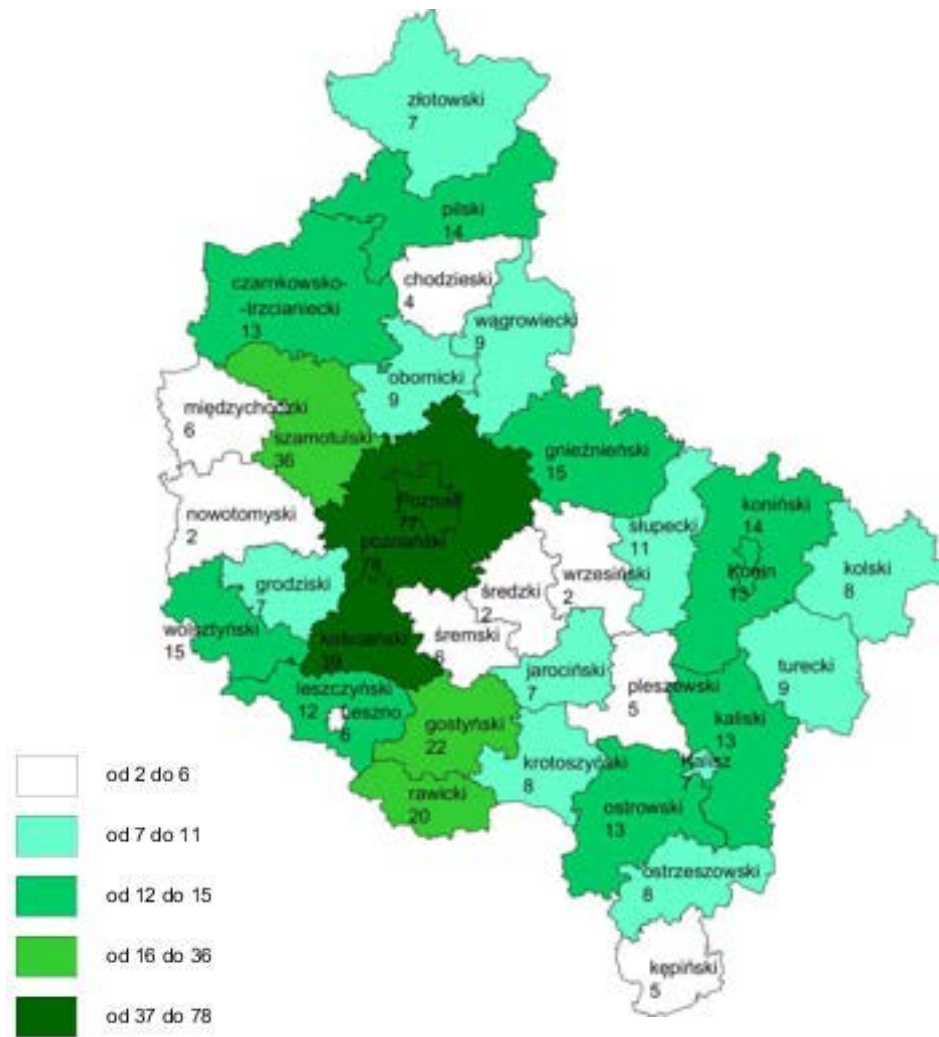 złotowski
7
pilski
14
czarnkowsko-
-trzcianiecki
13
chodzieski
4
wągrowiecki
9
obornicki
9
międzychodzki
6
szamotulski
36
gnieźnieński
15
nowotomyski
2
Poznań
77
poznański
78
słupecki
11
koniński
14
Konin
13
kolski
8
grodziski
7
średzki
2
wrzesiński
2
wolsztyński
15
kościański
39
śremski
6
jarociński
7
pleszewski
5
turecki
9
leszczyński
12
Leszno
6
gostyński
22
kaliski
13
Kalisz
7
krotoszyński
8
rawicki
20
ostrowski
13
ostrzeszowski
8
kępiński
5
od 2 do 6
od 7 do 11
od 12 do 15
od 16 do 36
od 37 do 78